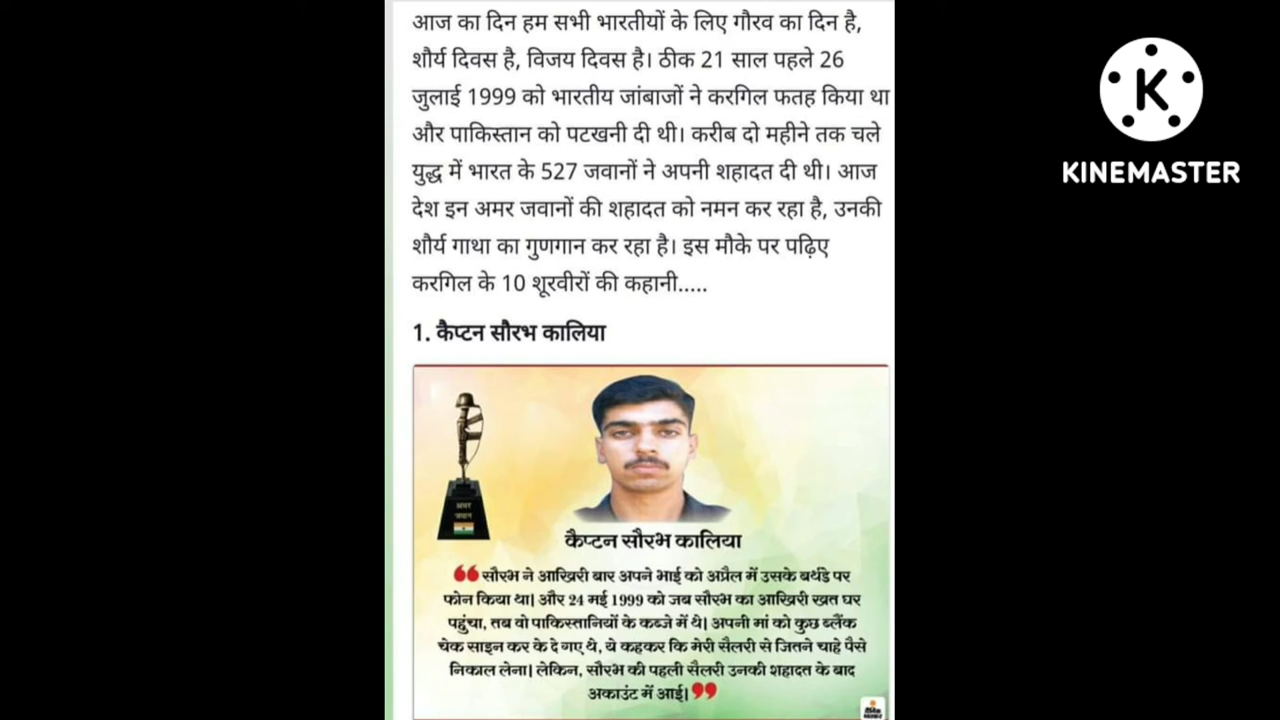 आज का दिन हम सभी भारतीयों के लिए गौरव का दिन है,
शौर्य दिवस है, विजय दिवस है। ठीक 21 साल पहले 26
जुलाई 1999 को भारतीय जांबाजों ने करगिल फतह किया था
और पाकिस्तान को पटखनी दी थी। करीब दो महीने तक चले
युद्ध में भारत के 527 जवानों ने अपनी शहादत दी थी। आज
देश इन अमर जवानों की शहादत को नमन कर रहा है, उनकी
शौर्य गाथा का गुणगान कर रहा है। इस मौके पर पढ़िए
करगिल के 10 शूरवीरों की कहानी.....
1. कैप्टन सौरभ कालिया
अमर
जवान
कैप्टन सौरभ कालिया
❝ सौरभ ने आखिरी बार अपने भाई को अप्रैल में उसके बर्थडे पर
फोन किया था| और 24 मई 1999 को जब सौरभ का आखिरी खत घर
पहुंचा, तब वो पाकिस्तानियों के कब्जे में थे| अपनी मां को कुछ ब्लैंक
चेक साइन कर के दे गए थे, ये कहकर कि मेरी सैलरी से जितने चाहे पैसे
निकाल लेना| लेकिन, सौरभ की पहली सैलरी उनकी शहादत के बाद
अकाउंट में आई| ❞
K
KINEMASTER